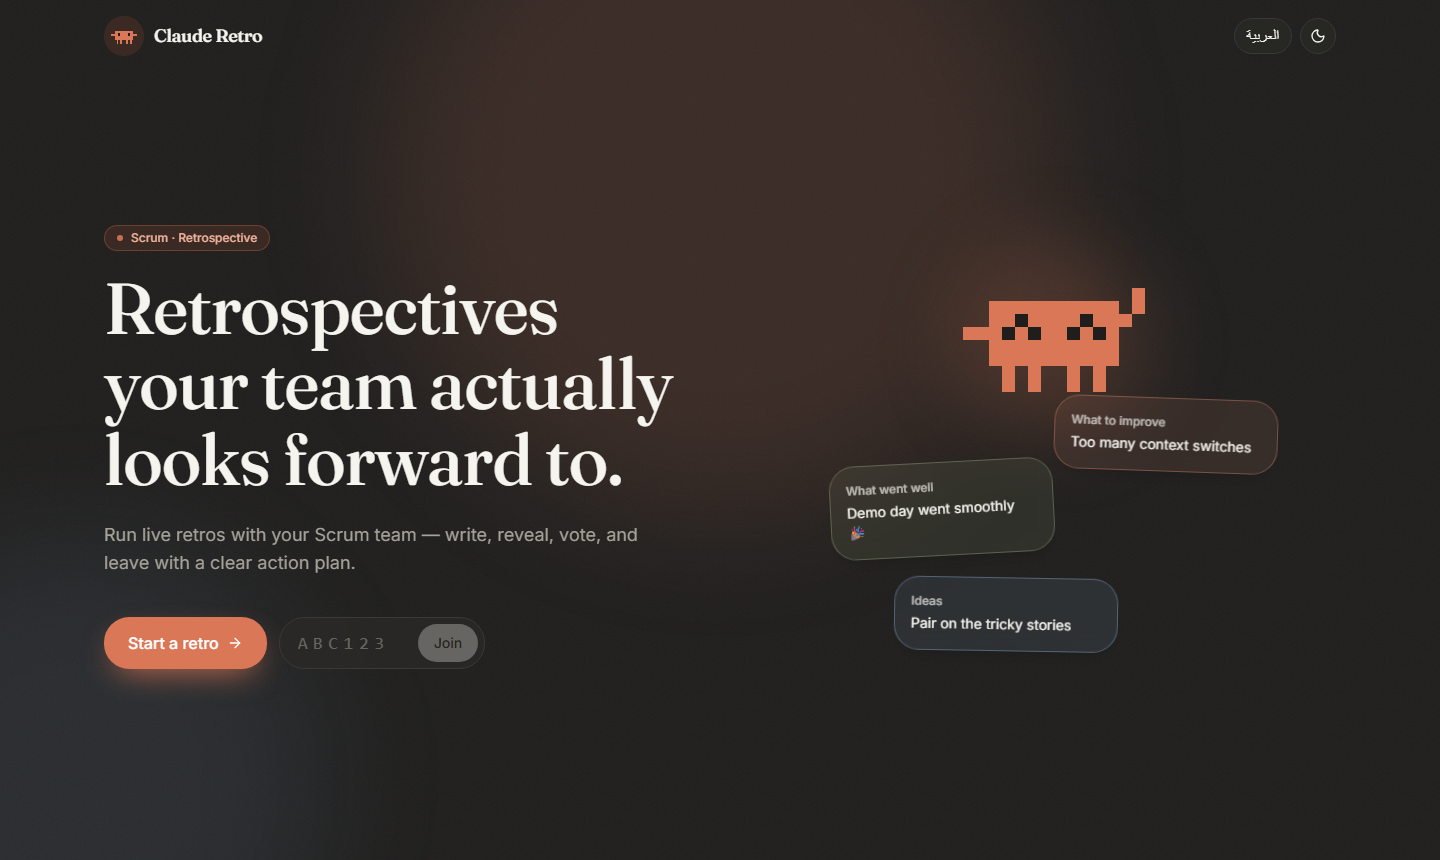 Claude Retro
العربية
Scrum · Retrospective
Retrospectives
your team actually
looks forward to.
Run live retros with your Scrum team — write, reveal, vote, and
leave with a clear action plan.
Start a retro →
ABC123
Join
What to improve
Too many context switches
What went well
Demo day went smoothly
🎉
Ideas
Pair on the tricky stories